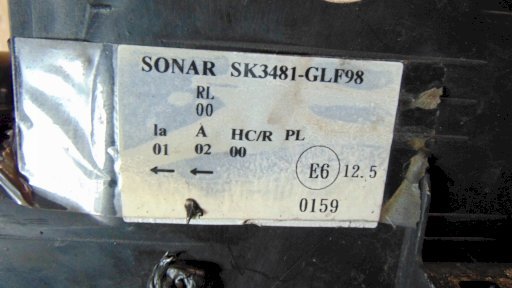 SONAR SK3481-GLF98
RL
00
Ia A HC/R PL
01 02 00
← ← E6 12.5
0159